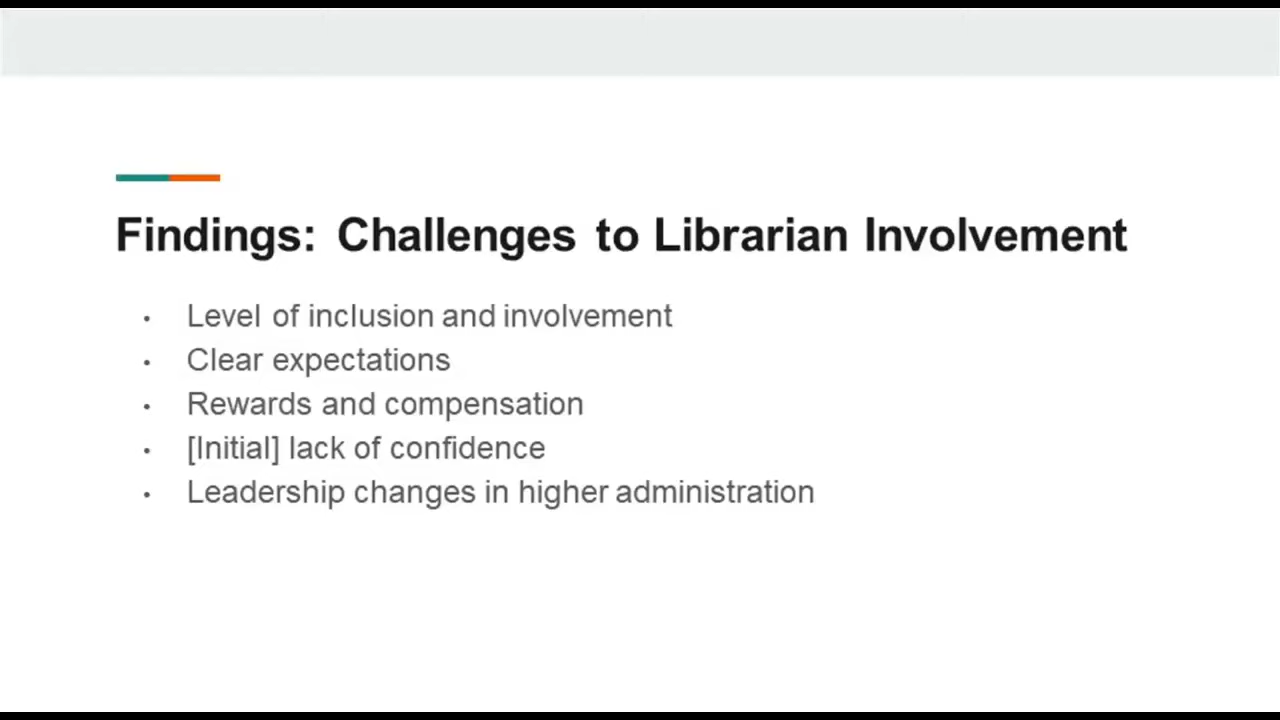 Findings: Challenges to Librarian Involvement
• Level of inclusion and involvement
• Clear expectations
• Rewards and compensation
• [Initial] lack of confidence
• Leadership changes in higher administration